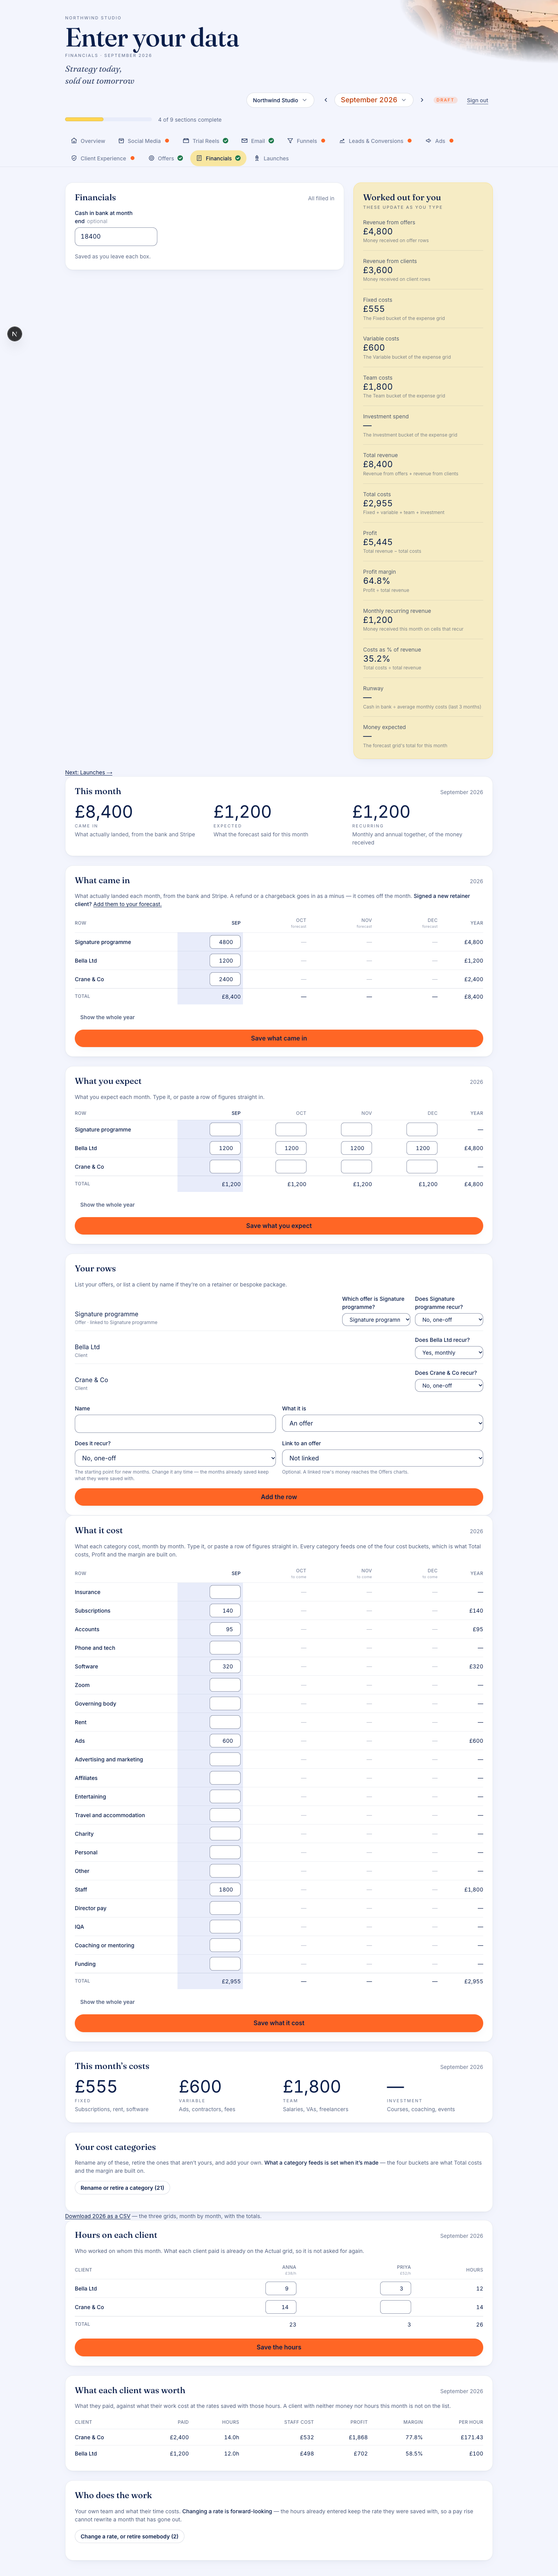 NORTHWIND STUDIO
Enter your data
FINANCIALS · SEPTEMBER 2026
Strategy today,
sold out tomorrow
Northwind Studio
September 2026
DRAFT
Sign out
4 of 9 sections complete
Overview
Social Media
Trial Reels
Email
Funnels
Leads & Conversions
Ads
Client Experience
Offers
Financials
Launches
Financials
All filled in
Cash in bank at month
end optional
18400
Saved as you leave each box.
Worked out for you
THESE UPDATE AS YOU TYPE
Revenue from offers
£4,800
Money received on offer rows
Revenue from clients
£3,600
Money received on client rows
Fixed costs
£555
The Fixed bucket of the expense grid
Variable costs
£600
The Variable bucket of the expense grid
Team costs
£1,800
The Team bucket of the expense grid
Investment spend
—
The Investment bucket of the expense grid
Total revenue
£8,400
Revenue from offers + revenue from clients
Total costs
£2,955
Fixed + variable + team + investment
Profit
£5,445
Total revenue − total costs
Profit margin
64.8%
Profit ÷ total revenue
Monthly recurring revenue
£1,200
Money received this month on cells that recur
Costs as % of revenue
35.2%
Total costs ÷ total revenue
Runway
—
Cash in bank ÷ average monthly costs (last 3 months)
Money expected
—
The forecast grid's total for this month
Next: Launches →
This month
September 2026
£8,400 £1,200 £1,200
CAME IN EXPECTED RECURRING
What actually landed, from the bank and Stripe What the forecast said for this month Monthly and annual together, of the money
received
What came in
2026
What actually landed each month, from the bank and Stripe. A refund or a chargeback goes in as a minus — it comes off the month. Signed a new retainer
client? Add them to your forecast.
ROW SEP OCT NOV DEC YEAR
forecast forecast forecast
Signature programme 4800 — — — £4,800
Bella Ltd 1200 — — — £1,200
Crane & Co 2400 — — — £2,400
TOTAL £8,400 — — — £8,400
Show the whole year
Save what came in
What you expect
2026
What you expect each month. Type it, or paste a row of figures straight in.
ROW SEP OCT NOV DEC YEAR
Signature programme —
Bella Ltd 1200 1200 1200 1200 £4,800
Crane & Co —
TOTAL £1,200 £1,200 £1,200 £1,200 £4,800
Show the whole year
Save what you expect
Your rows
List your offers, or list a client by name if they're on a retainer or bespoke package.
Signature programme
Offer · linked to Signature programme
Which offer is Signature
programme?
Signature programm
Does Signature
programme recur?
No, one-off
Bella Ltd
Client
Does Bella Ltd recur?
Yes, monthly
Crane & Co
Client
Does Crane & Co recur?
No, one-off
Name
What it is
An offer
Does it recur?
No, one-off
The starting point for new months. Change it any time — the months already saved keep
what they were saved with.
Link to an offer
Not linked
Optional. A linked row's money reaches the Offers charts.
Add the row
What it cost
2026
What each category cost, month by month. Type it, or paste a row of figures straight in. Every category feeds one of the four cost buckets, which is what Total
costs, Profit and the margin are built on.
ROW SEP OCT NOV DEC YEAR
to come to come to come
Insurance — — — —
Subscriptions 140 — — — £140
Accounts 95 — — — £95
Phone and tech — — — —
Software 320 — — — £320
Zoom — — — —
Governing body — — — —
Rent — — — —
Ads 600 — — — £600
Advertising and marketing — — — —
Affiliates — — — —
Entertaining — — — —
Travel and accommodation — — — —
Charity — — — —
Personal — — — —
Other — — — —
Staff 1800 — — — £1,800
Director pay — — — —
IQA — — — —
Coaching or mentoring — — — —
Funding — — — —
TOTAL £2,955 — — — £2,955
Show the whole year
Save what it cost
This month's costs
September 2026
£555 £600 £1,800 —
FIXED VARIABLE TEAM INVESTMENT
Subscriptions, rent, software Ads, contractors, fees Salaries, VAs, freelancers Courses, coaching, events
Your cost categories
Rename any of these, retire the ones that aren't yours, and add your own. What a category feeds is set when it's made — the four buckets are what Total costs
and the margin are built on.
Rename or retire a category (21)
Download 2026 as a CSV — the three grids, month by month, with the totals.
Hours on each client
September 2026
Who worked on whom this month. What each client paid is already on the Actual grid, so it is not asked for again.
CLIENT ANNA PRIYA HOURS
Bella Ltd 9 3 12
Crane & Co 14 14
TOTAL 23 3 26
Save the hours
What each client was worth
September 2026
What they paid, against what their work cost at the rates saved with those hours. A client with neither money nor hours this month is not on the list.
CLIENT PAID HOURS STAFF COST PROFIT MARGIN PER HOUR
Crane & Co £2,400 14.0h £532 £1,868 77.8% £171.43
Bella Ltd £1,200 12.0h £498 £702 58.5% £100
Who does the work
Your own team and what their time costs. Changing a rate is forward-looking — the hours already entered keep the rate they were saved with, so a pay rise
cannot rewrite a month that has gone out.
Change a rate, or retire somebody (2)